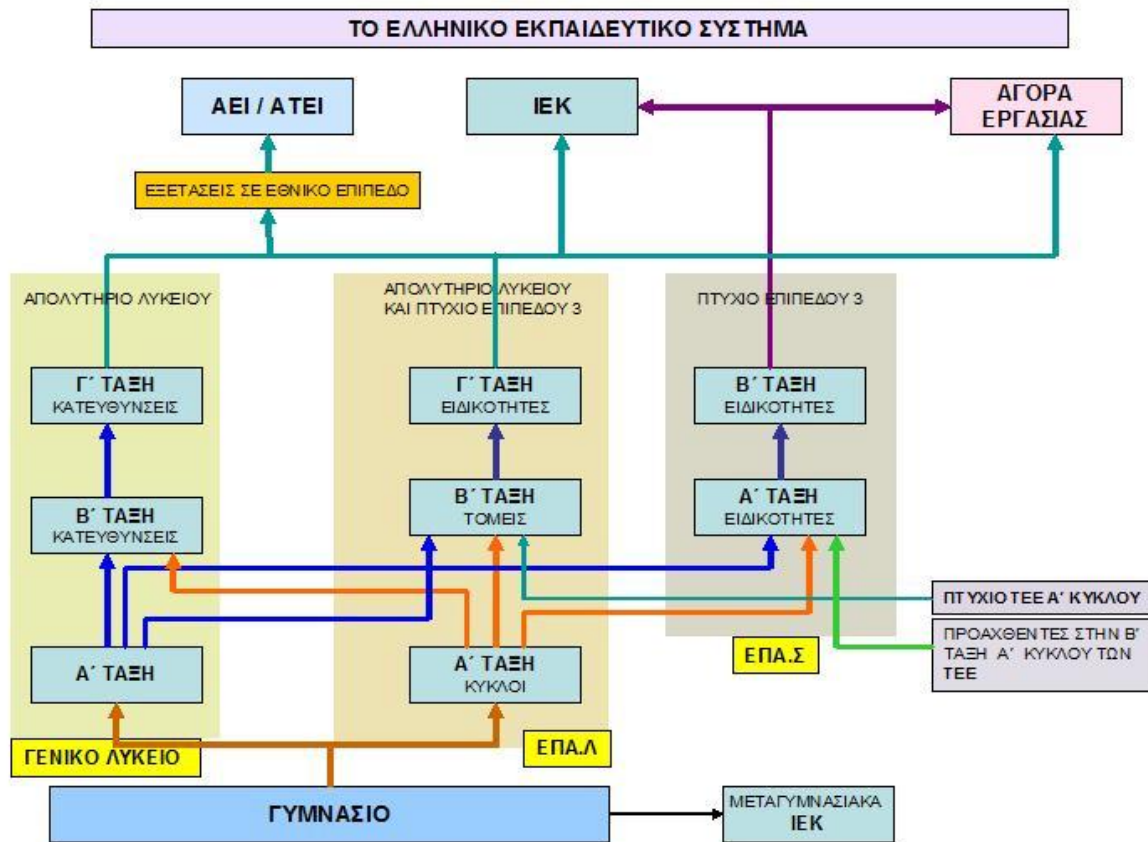 ΤΟ ΕΛΛΗΝΙΚΟ ΕΚΠΑΙΔΕΥΤΙΚΟ ΣΥΣΤΗΜΑ
ΑΕΙ / ΑΤΕΙ
ΙΕΚ
ΑΓΟΡΑ
ΕΡΓΑΣΙΑΣ
ΕΞΕΤΑΣΕΙΣ ΣΕ ΕΘΝΙΚΟ ΕΠΙΠΕΔΟ
ΑΠΟΛΥΤΗΡΙΟ ΛΥΚΕΙΟΥ
ΑΠΟΛΥΤΗΡΙΟ ΛΥΚΕΙΟΥ
ΚΑΙ ΠΤΥΧΙΟ ΕΠΙΠΕΔΟΥ 3
ΠΤΥΧΙΟ ΕΠΙΠΕΔΟΥ 3
Γ΄ ΤΑΞΗ
ΚΑΤΕΥΘΥΝΣΕΙΣ
Γ΄ ΤΑΞΗ
ΕΙΔΙΚΟΤΗΤΕΣ
Β΄ ΤΑΞΗ
ΕΙΔΙΚΟΤΗΤΕΣ
Β΄ ΤΑΞΗ
ΚΑΤΕΥΘΥΝΣΕΙΣ
Β΄ ΤΑΞΗ
ΤΟΜΕΙΣ
Α΄ ΤΑΞΗ
ΕΙΔΙΚΟΤΗΤΕΣ
ΠΤΥΧΙΟ ΤΕΕ Α' ΚΥΚΛΟΥ
ΠΡΟΑΧΘΕΝΤΕΣ ΣΤΗΝ Β'
ΤΑΞΗ Α' ΚΥΚΛΟΥ ΤΩΝ
ΤΕΕ
Α΄ ΤΑΞΗ
Α΄ ΤΑΞΗ
ΚΥΚΛΟΙ
ΕΠΑ.Σ
ΓΕΝΙΚΟ ΛΥΚΕΙΟ
ΕΠΑ.Λ
ΓΥΜΝΑΣΙΟ
ΜΕΤΑΓΥΜΝΑΣΙΑΚΑ
ΙΕΚ